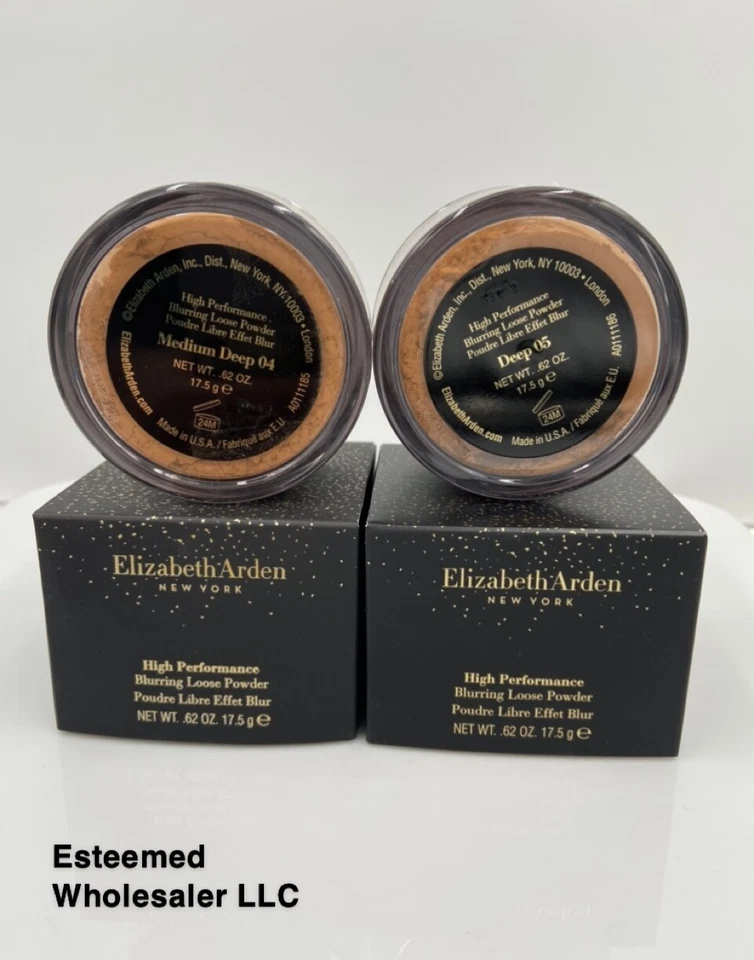 ©Elizabeth Arden, Inc., Dist., New York, NY 10003 • London
High Performance
Blurring Loose Powder
Poudre Libre Effet Blur
Medium Deep 04
NET WT. .62 OZ.
17.5 g ℮
24M
ElizabethArden.com
Made in U.S.A. / Fabriqué aux E.U.
A0111185
©Elizabeth Arden, Inc., Dist., New York, NY 10003 • London
High Performance
Blurring Loose Powder
Poudre Libre Effet Blur
Deep 05
NET WT. .62 OZ.
17.5 g ℮
24M
ElizabethArden.com
Made in U.S.A. / Fabriqué aux E.U.
A0111185
Elizabeth Arden
NEW YORK
High Performance
Blurring Loose Powder
Poudre Libre Effet Blur
NET WT. .62 OZ. 17.5 g ℮
Elizabeth Arden
NEW YORK
High Performance
Blurring Loose Powder
Poudre Libre Effet Blur
NET WT. .62 OZ. 17.5 g ℮
Esteemed
Wholesaler LLC